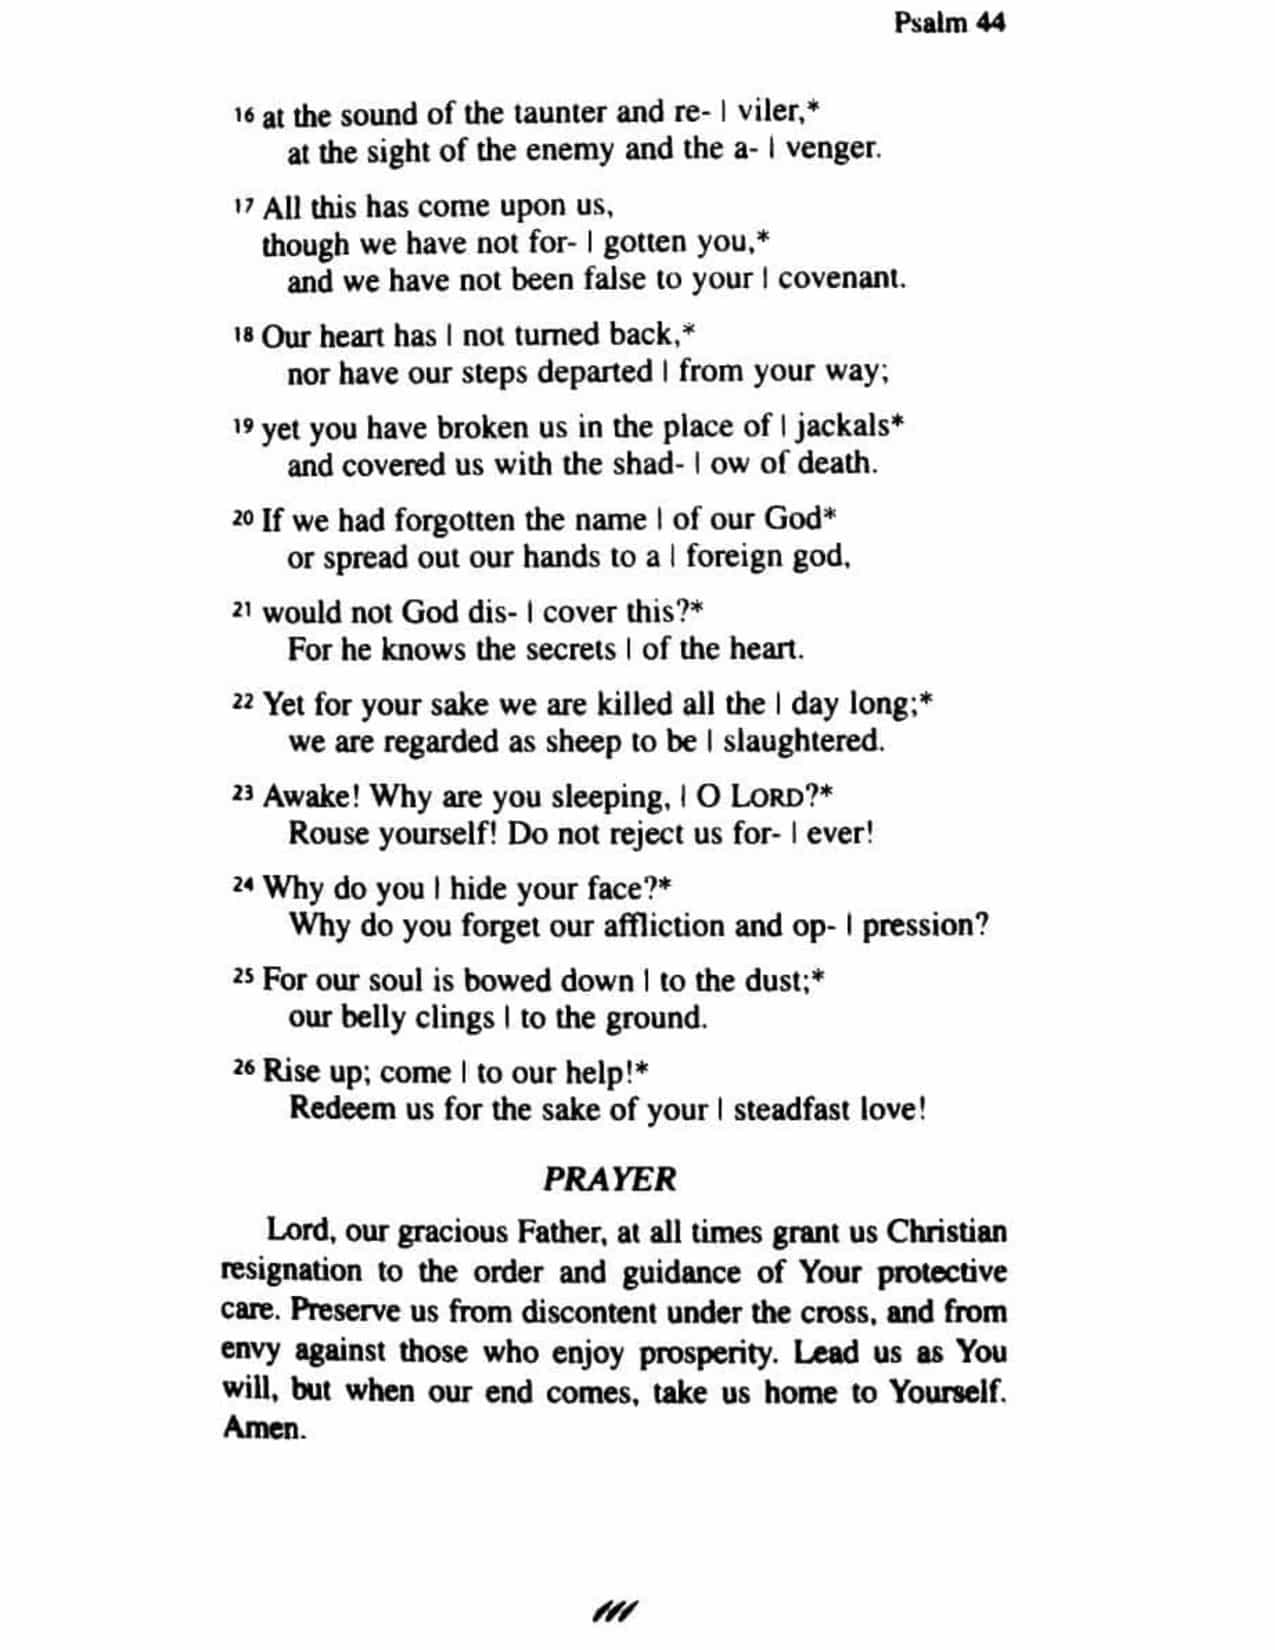 Psalm 44
16 at the sound of the taunter and re- | viler,*
at the sight of the enemy and the a- | venger.
17 All this has come upon us,
though we have not for- | gotten you,*
and we have not been false to your | covenant.
18 Our heart has | not turned back,*
nor have our steps departed | from your way;
19 yet you have broken us in the place of | jackals*
and covered us with the shad- | ow of death.
20 If we had forgotten the name | of our God*
or spread out our hands to a | foreign god,
21 would not God dis- | cover this?*
For he knows the secrets | of the heart.
22 Yet for your sake we are killed all the | day long;*
we are regarded as sheep to be | slaughtered.
23 Awake! Why are you sleeping, | O LORD?*
Rouse yourself! Do not reject us for- | ever!
24 Why do you | hide your face?*
Why do you forget our affliction and op- | pression?
25 For our soul is bowed down | to the dust;*
our belly clings | to the ground.
26 Rise up; come | to our help!*
Redeem us for the sake of your | steadfast love!
PRAYER
Lord, our gracious Father, at all times grant us Christian
resignation to the order and guidance of Your protective
care. Preserve us from discontent under the cross, and from
envy against those who enjoy prosperity. Lead us as You
will, but when our end comes, take us home to Yourself.
Amen.
111